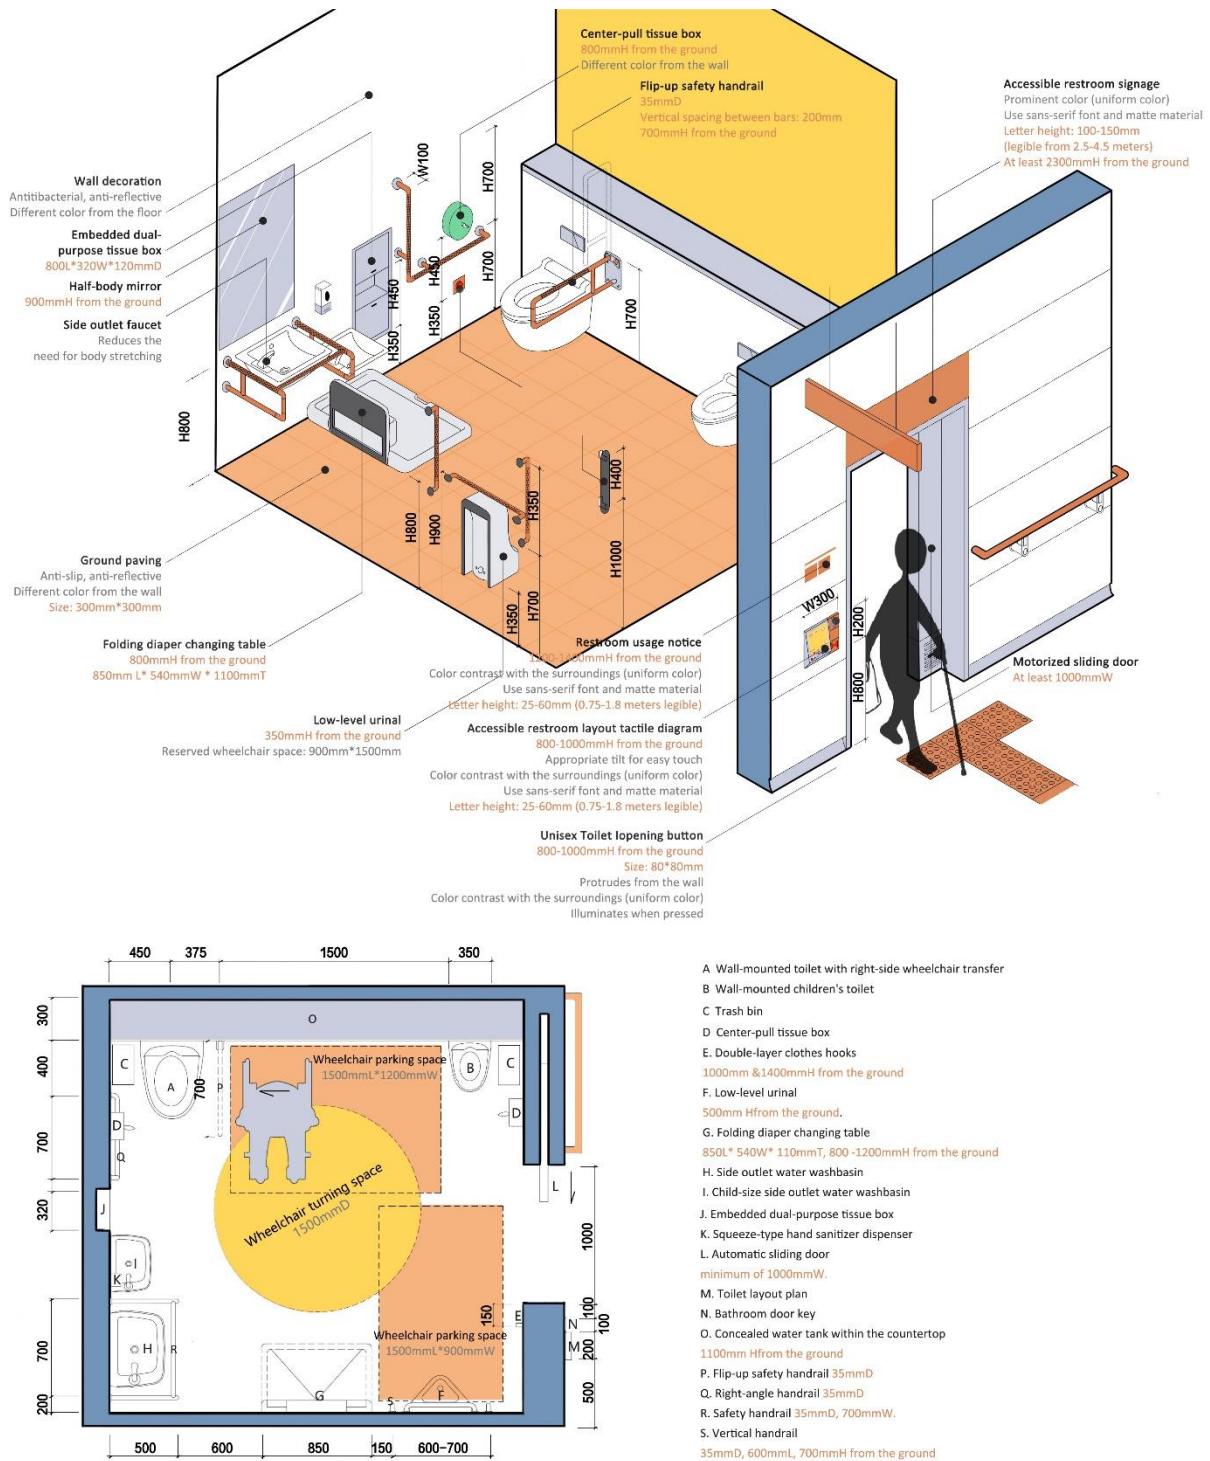 Center-pull tissue box
800mmH from the ground
Different color from the wall
Flip-up safety handrail
35mmD
Vertical spacing between bars: 200mm
700mmH from the ground
Accessible restroom signage
Prominent color (uniform color)
Use sans-serif font and matte material
Letter height: 100-150mm
(legible from 2.5-4.5 meters)
At least 2300mmH from the ground
Wall decoration
Antitibacterial, anti-reflective
Different color from the floor
Embedded dual-
purpose tissue box
800L*320W*120mmD
Half-body mirror
900mmH from the ground
Side outlet faucet
Reduces the
need for body stretching
W100
H700
H450
H700
H450
H350
H350
H700
H800
H400
H350
H800
H900
H1000
H350
H700
W300
H200
H800
Ground paving
Anti-slip, anti-reflective
Different color from the wall
Size: 300mm*300mm
Folding diaper changing table
800mmH from the ground
850mm L* 540mmW * 1100mmT
Low-level urinal
350mmH from the ground
Reserved wheelchair space: 900mm*1500mm
Restroom usage notice
mmH from the ground
Color contrast with the surroundings (uniform color)
Use sans-serif font and matte material
Letter height: 25-60mm (0.75-1.8 meters legible)
Accessible restroom layout tactile diagram
800-1000mmH from the ground
Appropriate tilt for easy touch
Color contrast with the surroundings (uniform color)
Use sans-serif font and matte material
Letter height: 25-60mm (0.75-1.8 meters legible)
Motorized sliding door
At least 1000mmW
Unisex Toilet Iopening button
800-1000mmH from the ground
Size: 80*80mm
Protrudes from the wall
Color contrast with the surroundings (uniform color)
Illuminates when pressed
450 375 1500 350
300
400
700
320
700
200
O
C
A
700
P
Wheelchair parking space
1500mmL*1200mmW
B
C
D
D
Q
J
L
Wheelchair turning space
1500mmD
I
K
H
R
1000
150
E
100
100
N
M
200
500
Wheelchair parking space
1500mmL*900mmW
G
S
F
500 600 850 150 600-700
A Wall-mounted toilet with right-side wheelchair transfer
B Wall-mounted children's toilet
C Trash bin
D Center-pull tissue box
E. Double-layer clothes hooks
1000mm &1400mmH from the ground
F. Low-level urinal
500mm Hfrom the ground.
G. Folding diaper changing table
850L* 540W* 110mmT, 800 -1200mmH from the ground
H. Side outlet water washbasin
I. Child-size side outlet water washbasin
J. Embedded dual-purpose tissue box
K. Squeeze-type hand sanitizer dispenser
L. Automatic sliding door
minimum of 1000mmW.
M. Toilet layout plan
N. Bathroom door key
O. Concealed water tank within the countertop
1100mm Hfrom the ground
P. Flip-up safety handrail 35mmD
Q. Right-angle handrail 35mmD
R. Safety handrail 35mmD, 700mmW.
S. Vertical handrail
35mmD, 600mmL, 700mmH from the ground